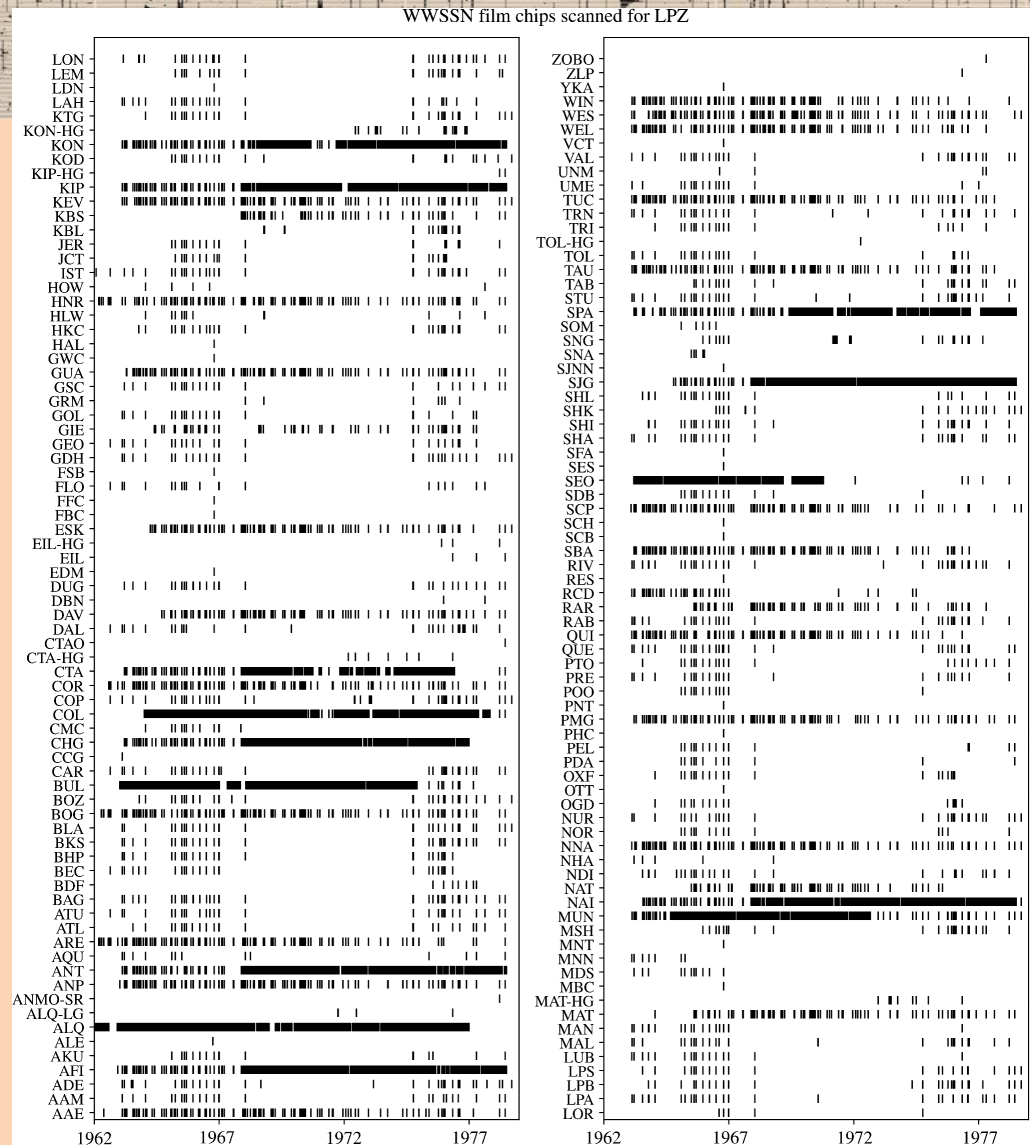 WWSSN film chips scanned for LPZ
LON
LEM
LDN
LAH
KTG
KON-HG
KON
KOD
KIP-HG
KIP
KEV
KBS
KBL
JER
JCT
IST
HOW
HNR
HLW
HKC
HAL
GWC
GUA
GSC
GRM
GOL
GIE
GEO
GDH
FSB
FLO
FFC
FBC
ESK
EIL-HG
EIL
EDM
DUG
DBN
DAV
DAL
CTAO
CTA-HG
CTA
COR
COP
COL
CMC
CHG
CCG
CAR
BUL
BOZ
BOG
BLA
BKS
BHP
BEC
BDF
BAG
ATU
ATL
ARE
AQU
ANT
ANP
ANMO-SR
ALQ-LG
ALQ
ALE
AKU
AFI
ADE
AAM
AAE
1962 1967 1972 1977
ZOBO
ZLP
YKA
WIN
WES
WEL
VCT
VAL
UNM
UME
TUC
TRN
TRI
TOL-HG
TOL
TAU
TAB
STU
SPA
SOM
SNG
SNA
SJNN
SJG
SHL
SHK
SHI
SHA
SFA
SES
SEO
SDB
SCP
SCH
SCB
SBA
RIV
RES
RCD
RAR
RAB
QUI
QUE
PTO
PRE
POO
PNT
PMG
PHC
PEL
PDA
OXF
OTT
OGD
NUR
NOR
NNA
NHA
NDI
NAT
NAI
MUN
MSH
MNT
MNN
MDS
MBC
MAT-HG
MAT
MAN
MAL
LUB
LPS
LPB
LPA
LOR
1962 1967 1972 1977